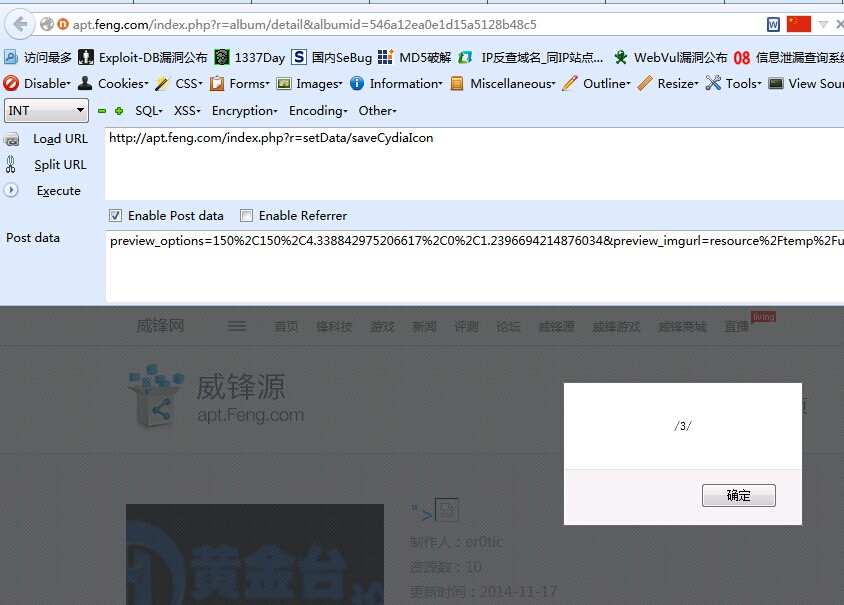 apt.feng.com/index.php?r=album/detail&albumid=546a12ea0e1d15a5128b48c5
访问最多 Exploit-DB漏洞公布 1337Day 国内SeBug MD5破解 IP反查域名_同IP站点... WebVul漏洞公布 08 信息泄漏查询系
Disable Cookies CSS Forms Images Information Miscellaneous Outline Resize Tools View Sour
INT SQL XSS Encryption Encoding Other
Load URL http://apt.feng.com/index.php?r=setData/saveCydiaIcon
Split URL
Execute
Enable Post data Enable Referrer
Post data preview_options=150%2C150%2C4.338842975206617%2C0%2C1.2396694214876034&preview_imgurl=resource%2Ftemp%2Fu
威锋网 首页 锋科技 游戏 新闻 评测 论坛 威锋源 威锋游戏 威锋商城 直播 living
威锋源
apt.Feng.com
/3/
确定
">
制作人：er0tic
资源数：10
更新时间：2014-11-17
黄金台